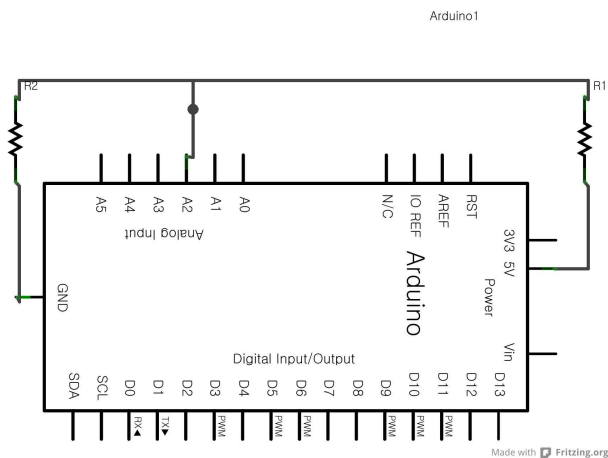 Arduino1
R2
R1
A5
A4
A3
A2
A1
A0
N/C
IO REF
AREF
RST
3V3
5V
Analog Input
Arduino
Power
GND
Vin
Digital Input/Output
SDA
SCL
D0
D1
D2
D3
D4
D5
D6
D7
D8
D9
D10
D11
D12
D13
RX◀
TX▶
PWM
PWM
PWM
PWM
PWM
PWM
Made with Fritzing.org